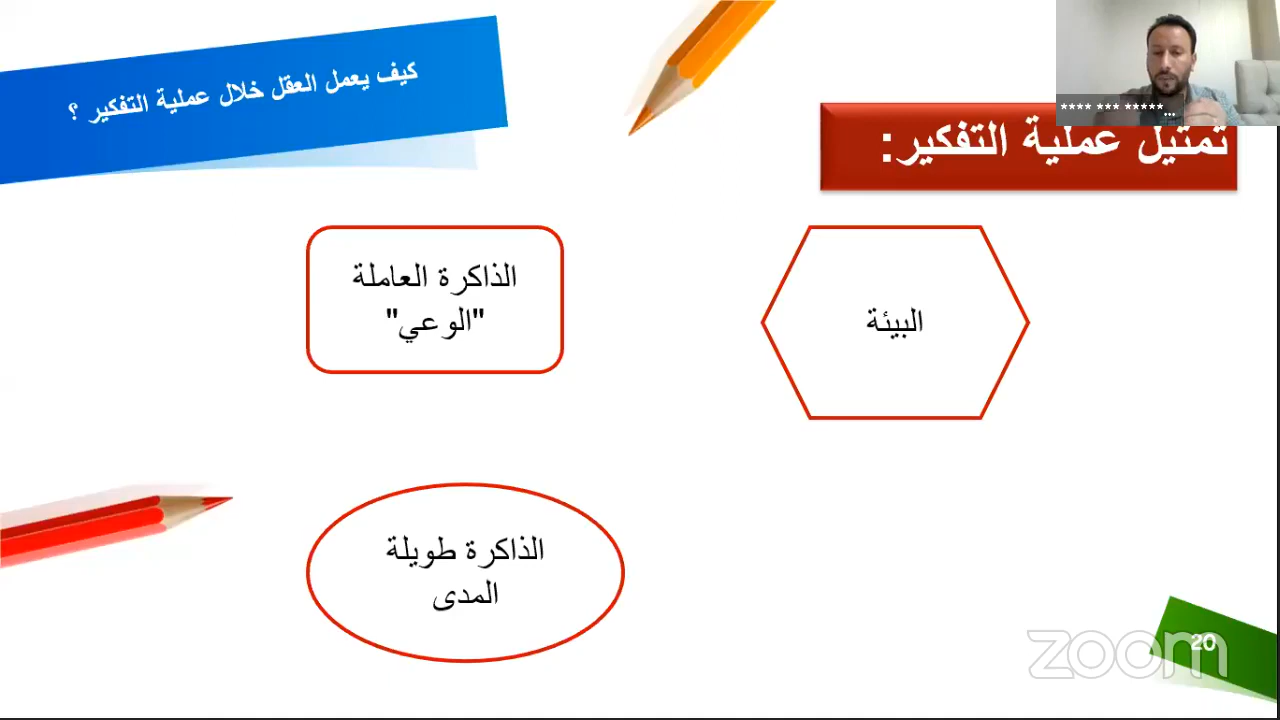 كيف يعمل العقل خلال عملية التفكير ؟
**** *** *****...
تمثيل عملية التفكير:
الذاكرة العاملة
"الوعي"
البيئة
الذاكرة طويلة
المدى
20
zoom